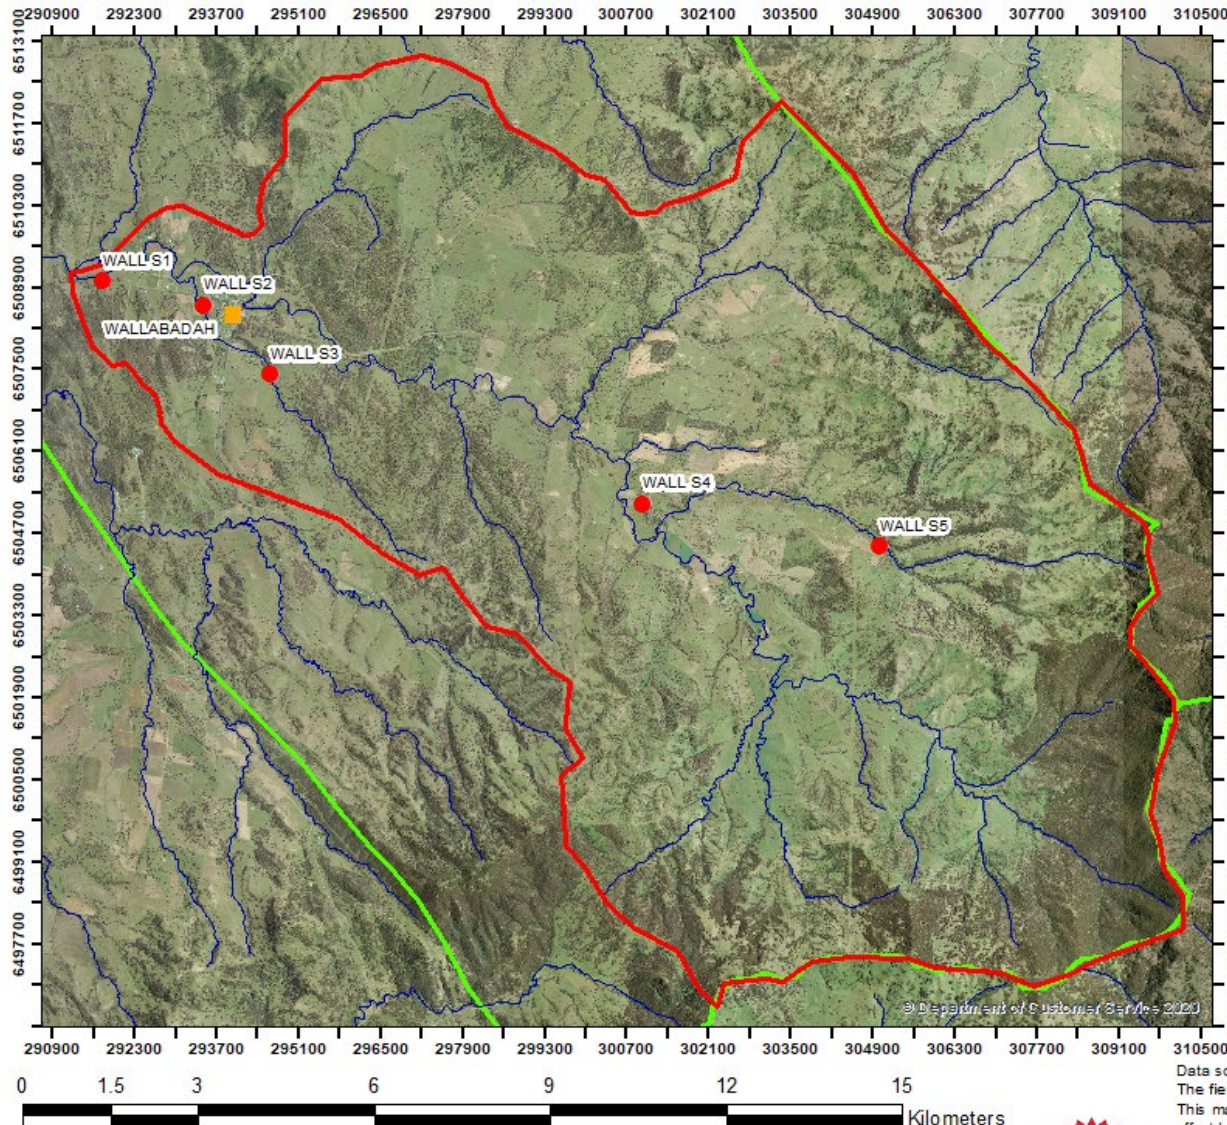 290900 292300 293700 295100 296500 297900 299300 300700 302100 303500 304900 306300 307700 309100 310500
6513100
6511700
6510300
6508900
6507500
6506100
6504700
6503300
6501900
6500500
6499100
6497700
WALL S1
WALL S2
WALLABADAH
WALL S3
WALL S4
WALL S5
© Department of Customer Service 2020
290900 292300 293700 295100 296500 297900 299300 300700 302100 303500 304900 306300 307700 309100 310500
0 1.5 3 6 9 12 15
Kilometers
Data so
The fie
This ma